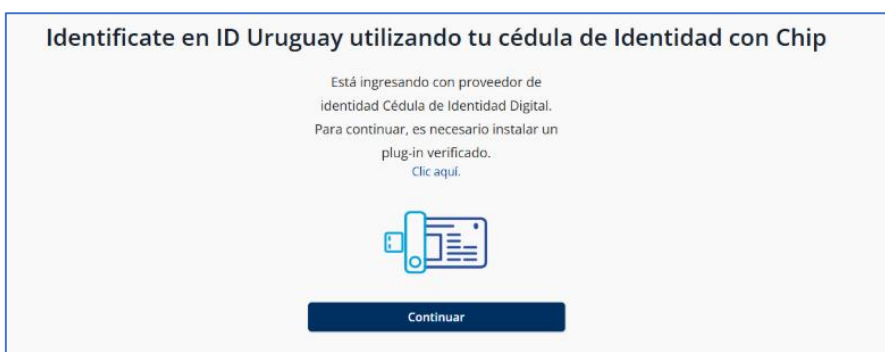 Identificate en ID Uruguay utilizando tu cédula de Identidad con Chip
Está ingresando con proveedor de
identidad Cédula de Identidad Digital.
Para continuar, es necesario instalar un
plug-in verificado.
Clic aquí.
Continuar